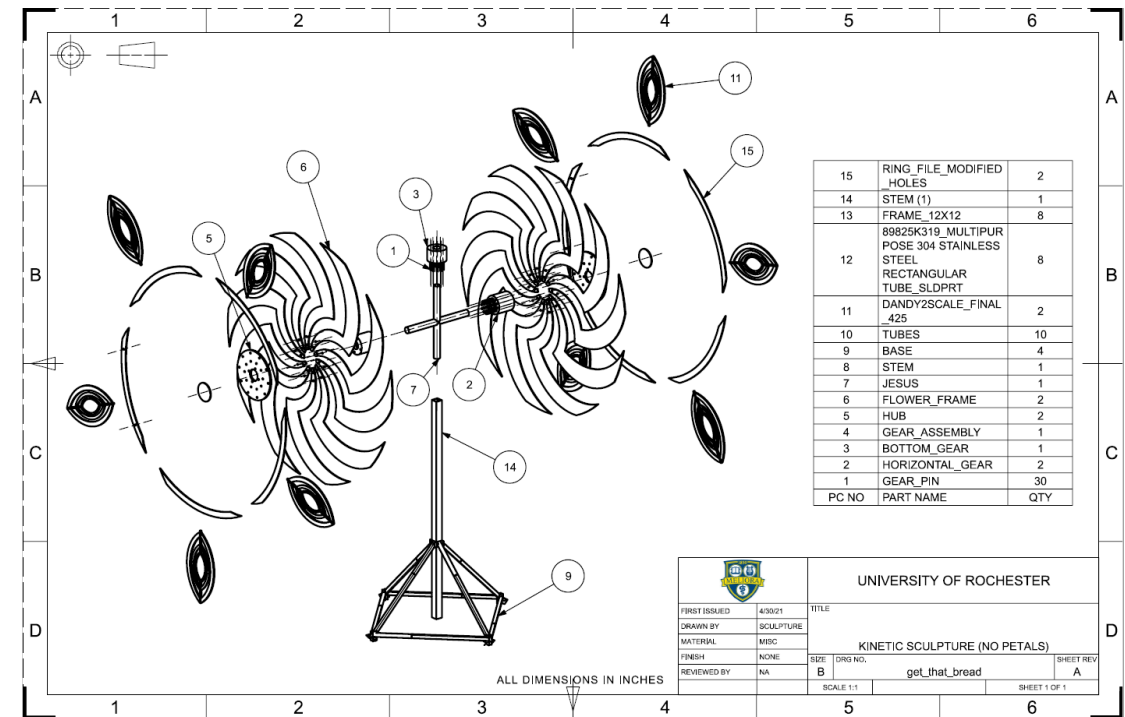 1 2 3 4 5 6
A A
11
15
6
3
5
1
B B
7
2
C C
14
9
D D
15 RING_FILE_MODIFIED
_HOLES 2
14 STEM (1) 1
13 FRAME_12X12 8
12 89825K319_MULTIPUR
POSE 304 STAINLESS
STEEL
RECTANGULAR
TUBE_SLDPRT 8
11 DANDY2SCALE_FINAL
_425 2
10 TUBES 10
9 BASE 4
8 STEM 1
7 JESUS 1
6 FLOWER_FRAME 2
5 HUB 2
4 GEAR_ASSEMBLY 1
3 BOTTOM_GEAR 1
2 HORIZONTAL_GEAR 2
1 GEAR_PIN 30
PC NO PART NAME QTY
MELIORA
UNIVERSITY OF ROCHESTER
FIRST ISSUED 4/30/21
DRAWN BY SCULPTURE
MATERIAL MISC
FINISH NONE
REVIEWED BY NA
TITLE
KINETIC SCULPTURE (NO PETALS)
SIZE DRG NO. SHEET REV
B get_that_bread A
SCALE 1:1 SHEET 1 OF 1
ALL DIMENSIONS IN INCHES
1 2 3 4 5 6